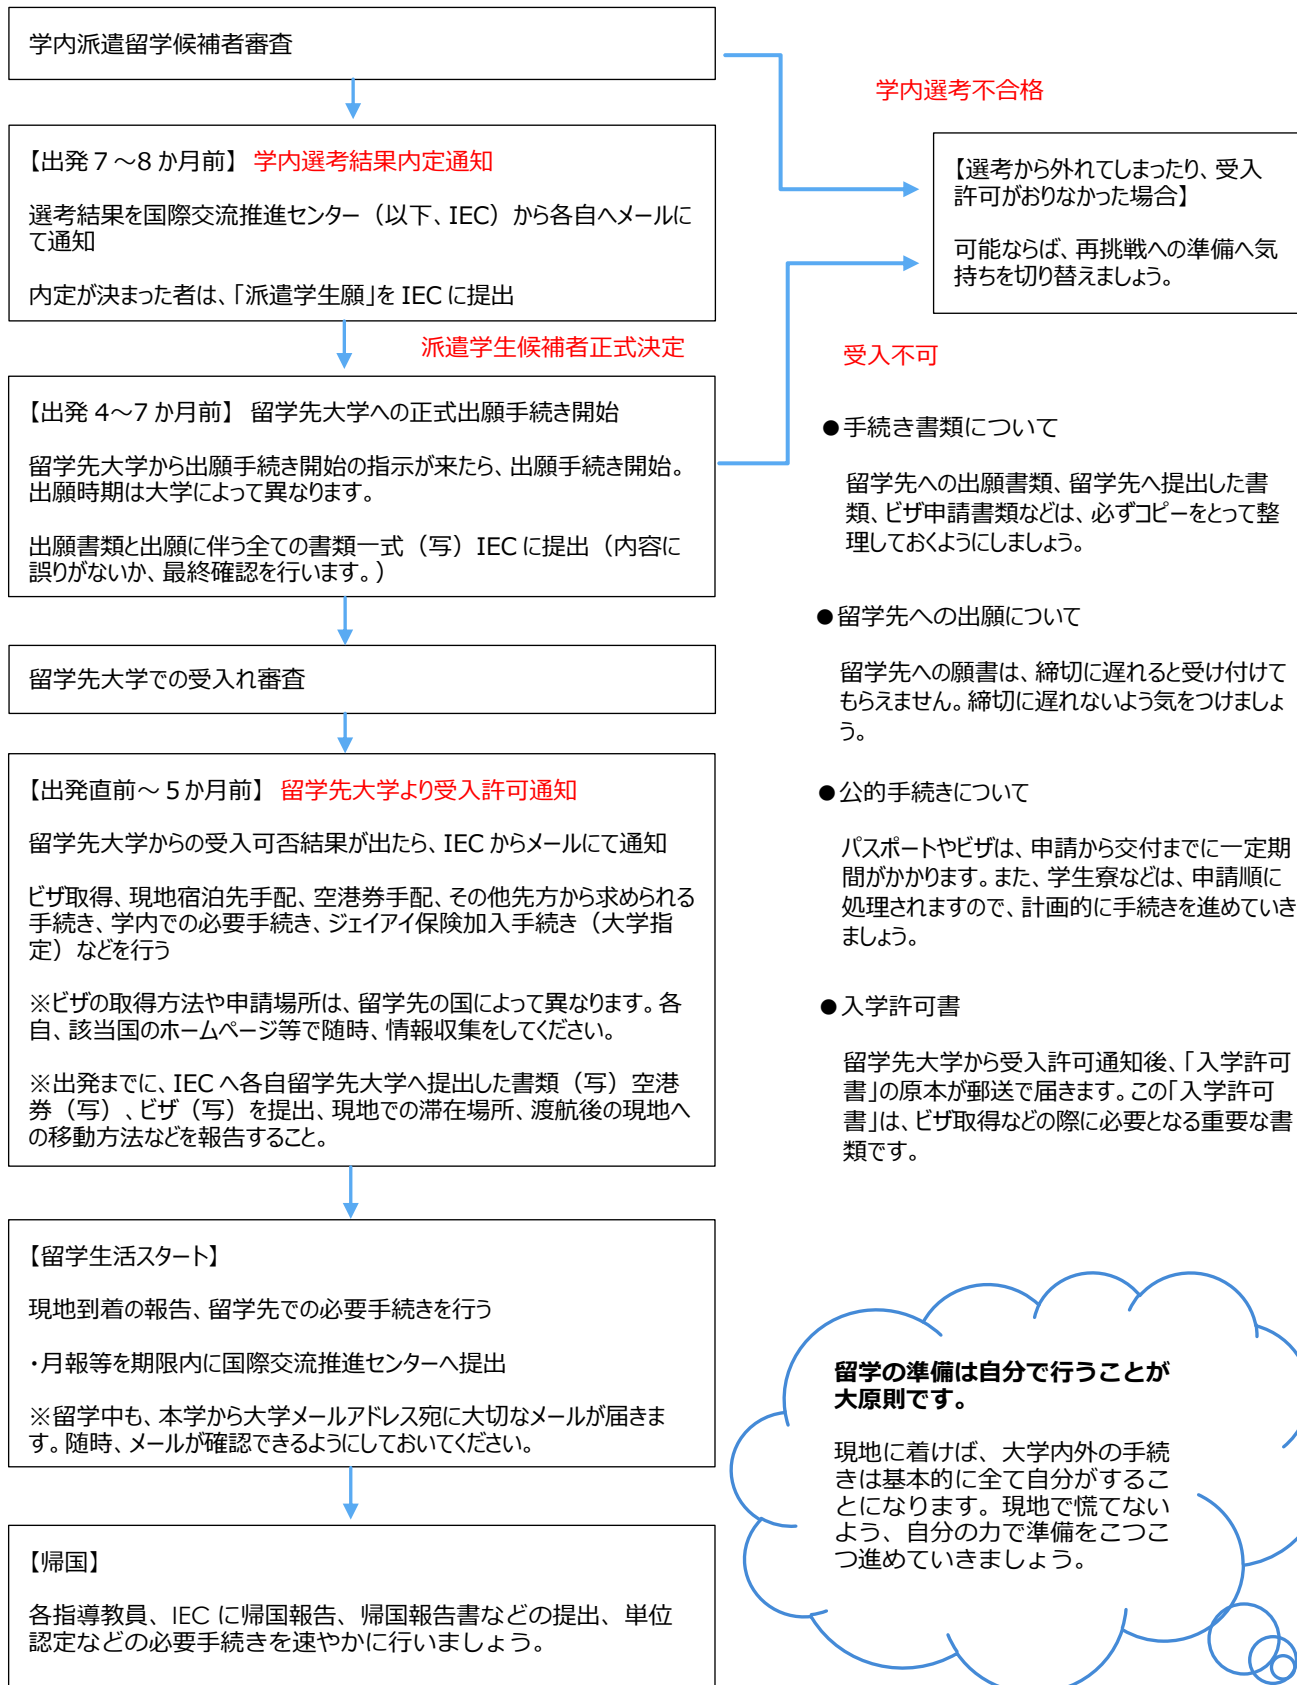 学内派遣留学候補者審査
学内選考不合格
【出発７～8 か月前】 学内選考結果内定通知
選考結果を国際交流推進センター（以下、IEC）から各自へメールに
て通知
内定が決まった者は、「派遣学生願」を IEC に提出
【選考から外れてしまったり、受入
許可がおりなかった場合】
可能ならば、再挑戦への準備へ気
持ちを切り替えましょう。
派遣学生候補者正式決定
受入不可
【出発 4～7 か月前】 留学先大学への正式出願手続き開始
留学先大学から出願手続き開始の指示が来たら、出願手続き開始。
出願時期は大学によって異なります。
出願書類と出願に伴う全ての書類一式（写）IEC に提出（内容に
誤りがないか、最終確認を行います。）
留学先大学での受入れ審査
【出発直前～５か月前】 留学先大学より受入許可通知
留学先大学からの受入可否結果が出たら、IEC からメールにて通知
ビザ取得、現地宿泊先手配、空港券手配、その他先方から求められる
手続き、学内での必要手続き、ジェイアイ保険加入手続き（大学指
定）などを行う
※ビザの取得方法や申請場所は、留学先の国によって異なります。各
自、該当国のホームページ等で随時、情報収集をしてください。
※出発までに、IEC へ各自留学先大学へ提出した書類（写）空港
券（写）、ビザ（写）を提出、現地での滞在場所、渡航後の現地へ
の移動方法などを報告すること。
【留学生活スタート】
現地到着の報告、留学先での必要手続きを行う
・月報等を期限内に国際交流推進センターへ提出
※留学中も、本学から大学メールアドレス宛に大切なメールが届きま
す。随時、メールが確認できるようにしておいてください。
【帰国】
各指導教員、IEC に帰国報告、帰国報告書などの提出、単位
認定などの必要手続きを速やかに行いましょう。
●手続き書類について
留学先への出願書類、留学先へ提出した書
類、ビザ申請書類などは、必ずコピーをとって整
理しておくようにしましょう。
●留学先への出願について
留学先への願書は、締切に遅れると受け付けて
もらえません。締切に遅れないよう気をつけましょ
う。
●公的手続きについて
パスポートやビザは、申請から交付までに一定期
間がかかります。また、学生寮などは、申請順に
処理されますので、計画的に手続きを進めていき
ましょう。
●入学許可書
留学先大学から受入許可通知後、「入学許可
書」の原本が郵送で届きます。この「入学許可
書」は、ビザ取得などの際に必要となる重要な書
類です。
留学の準備は自分で行うことが
大原則です。
現地に着けば、大学内外の手続
きは基本的に全て自分がするこ
とになります。現地で慌てない
よう、自分の力で準備をこつこ
つ進めていきましょう。